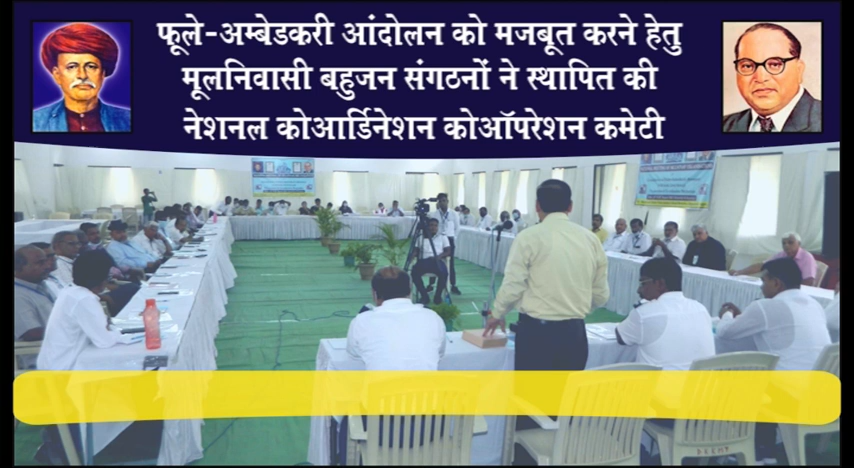 फूले-अम्बेडकरी आंदोलन को मजबूत करने हेतु
मूलनिवासी बहुजन संगठनों ने स्थापित की
नेशनल कोआर्डिनेशन कोऑपरेशन कमेटी